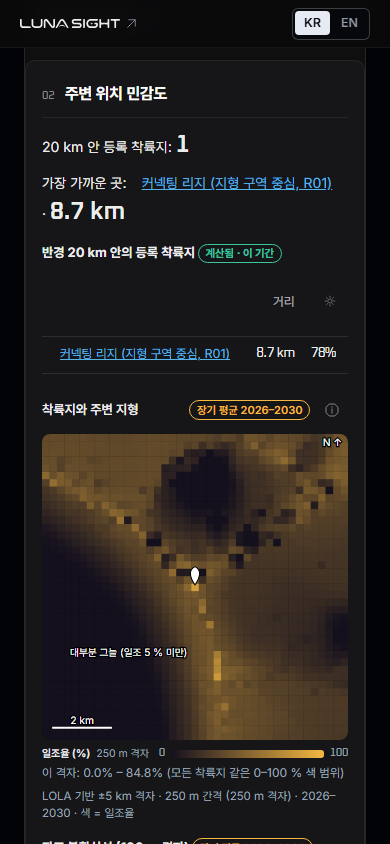 LUNA SIGHT ↗
KR EN
02 주변 위치 민감도
20 km 안 등록 착륙지: 1
가장 가까운 곳: 커넥팅 리지 (지형 구역 중심, R01)
· 8.7 km
반경 20 km 안의 등록 착륙지 계산됨 · 이 기간
거리
커넥팅 리지 (지형 구역 중심, R01) 8.7 km 78%
착륙지와 주변 지형 장기 평균 2026–2030
N ↑
대부분 그늘 (일조 5 % 미만)
2 km
일조율 (%) 250 m 격자 0 100
이 격자: 0.0% – 84.8% (모든 착륙지 같은 0–100 % 색 범위)
LOLA 기반 ±5 km 격자 · 250 m 간격 (250 m 격자) · 2026–
2030 · 색 = 일조율